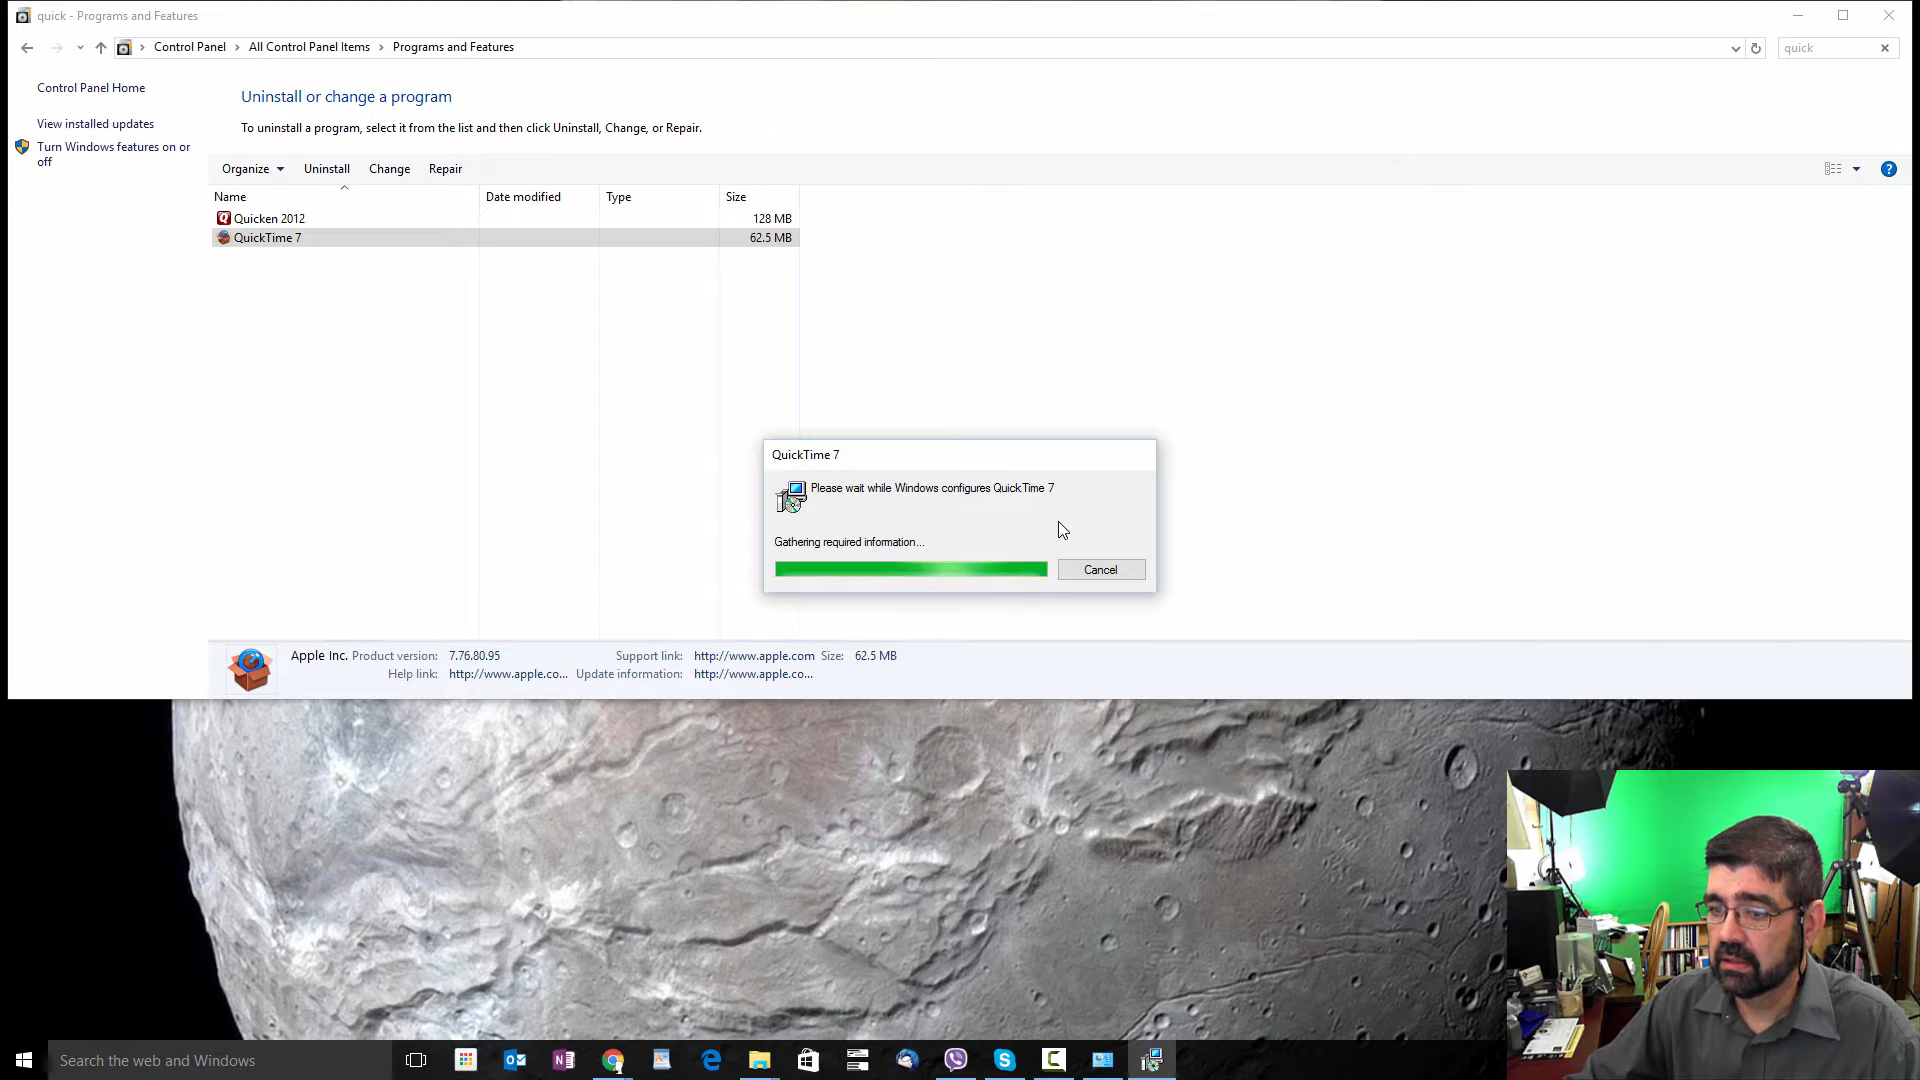 quick - Programs and Features
Control Panel
All Control Panel Items
Programs and Features
quick
Control Panel Home
View installed updates
Turn Windows features on or
off
Uninstall or change a program
To uninstall a program, select it from the list and then click Uninstall, Change, or Repair.
Organize
Uninstall
Change
Repair
Name
Date modified
Type
Size
Quicken 2012
128 MB
QuickTime 7
62.5 MB
QuickTime 7
Please wait while Windows configures QuickTime 7
Gathering required information...
Cancel
Apple Inc. Product version: 7.76.80.95
Support link: http://www.apple.com
Size: 62.5 MB
Help link: http://www.apple.co...
Update information: http://www.apple.co...
Search the web and Windows